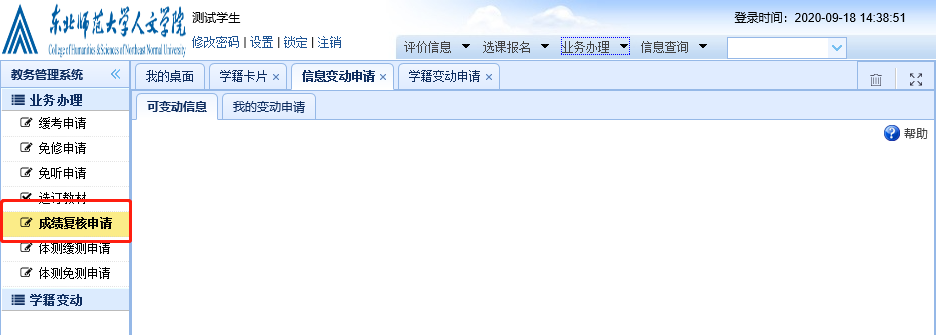 东北师范大学人文学院
College of Humanities & Sciences of Northeast Normal University
测试学生
修改密码 | 设置 | 锁定 | 注销
登录时间：2020-09-18 14:38:51
评价信息 选课报名 业务办理 信息查询
教务管理系统
业务办理
缓考申请
免修申请
免听申请
选订教材
成绩复核申请
体测缓测申请
体测免测申请
学籍变动
我的桌面 学籍卡片 信息变动申请 学籍变动申请
可变动信息 我的变动申请
帮助